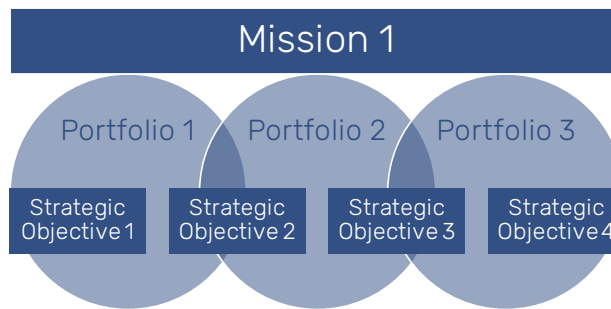 Mission 1
Portfolio 1
Portfolio 2
Portfolio 3
Strategic
Objective 1
Strategic
Objective 2
Strategic
Objective 3
Strategic
Objective 4